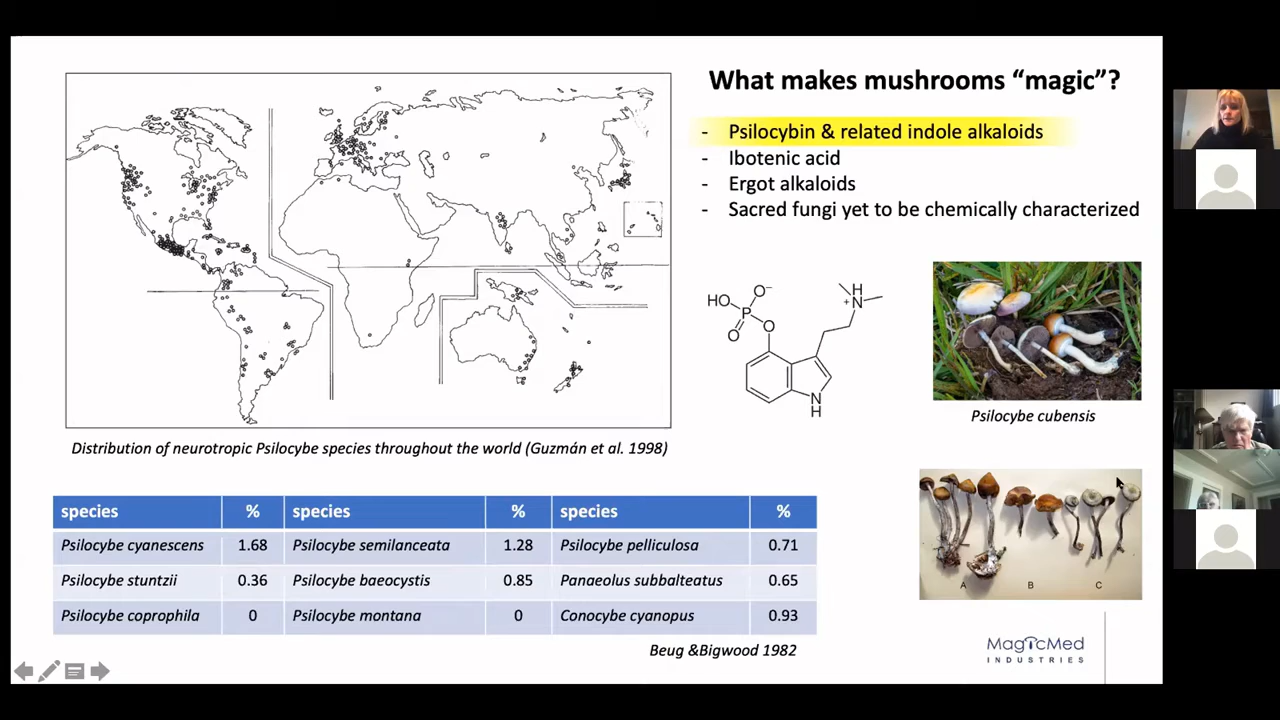 What makes mushrooms “magic”?
- Psilocybin & related indole alkaloids
- Ibotenic acid
- Ergot alkaloids
- Sacred fungi yet to be chemically characterized
HO
O⁻
P
O
O
H
N
+
N
H
Psilocybe cubensis
Distribution of neurotropic Psilocybe species throughout the world (Guzmán et al. 1998)
species % species % species %
Psilocybe cyanescens 1.68 Psilocybe semilanceata 1.28 Psilocybe pelliculosa 0.71
Psilocybe stuntzii 0.36 Psilocybe baeocystis 0.85 Panaeolus subbalteatus 0.65
Psilocybe coprophila 0 Psilocybe montana 0 Conocybe cyanopus 0.93
Beug &Bigwood 1982
A B C
MagicMed
INDUSTRIES